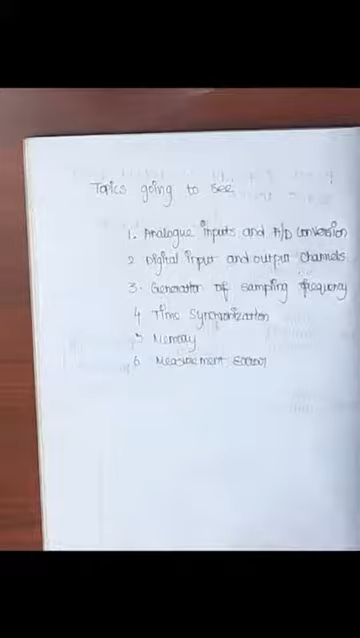 Topics going to see
1. Analogue inputs and A/D conversion
2 Digital input and output channels
3. Generation of sampling frequency
4 Time Synchronization
5 Memory
6 Measurement Error